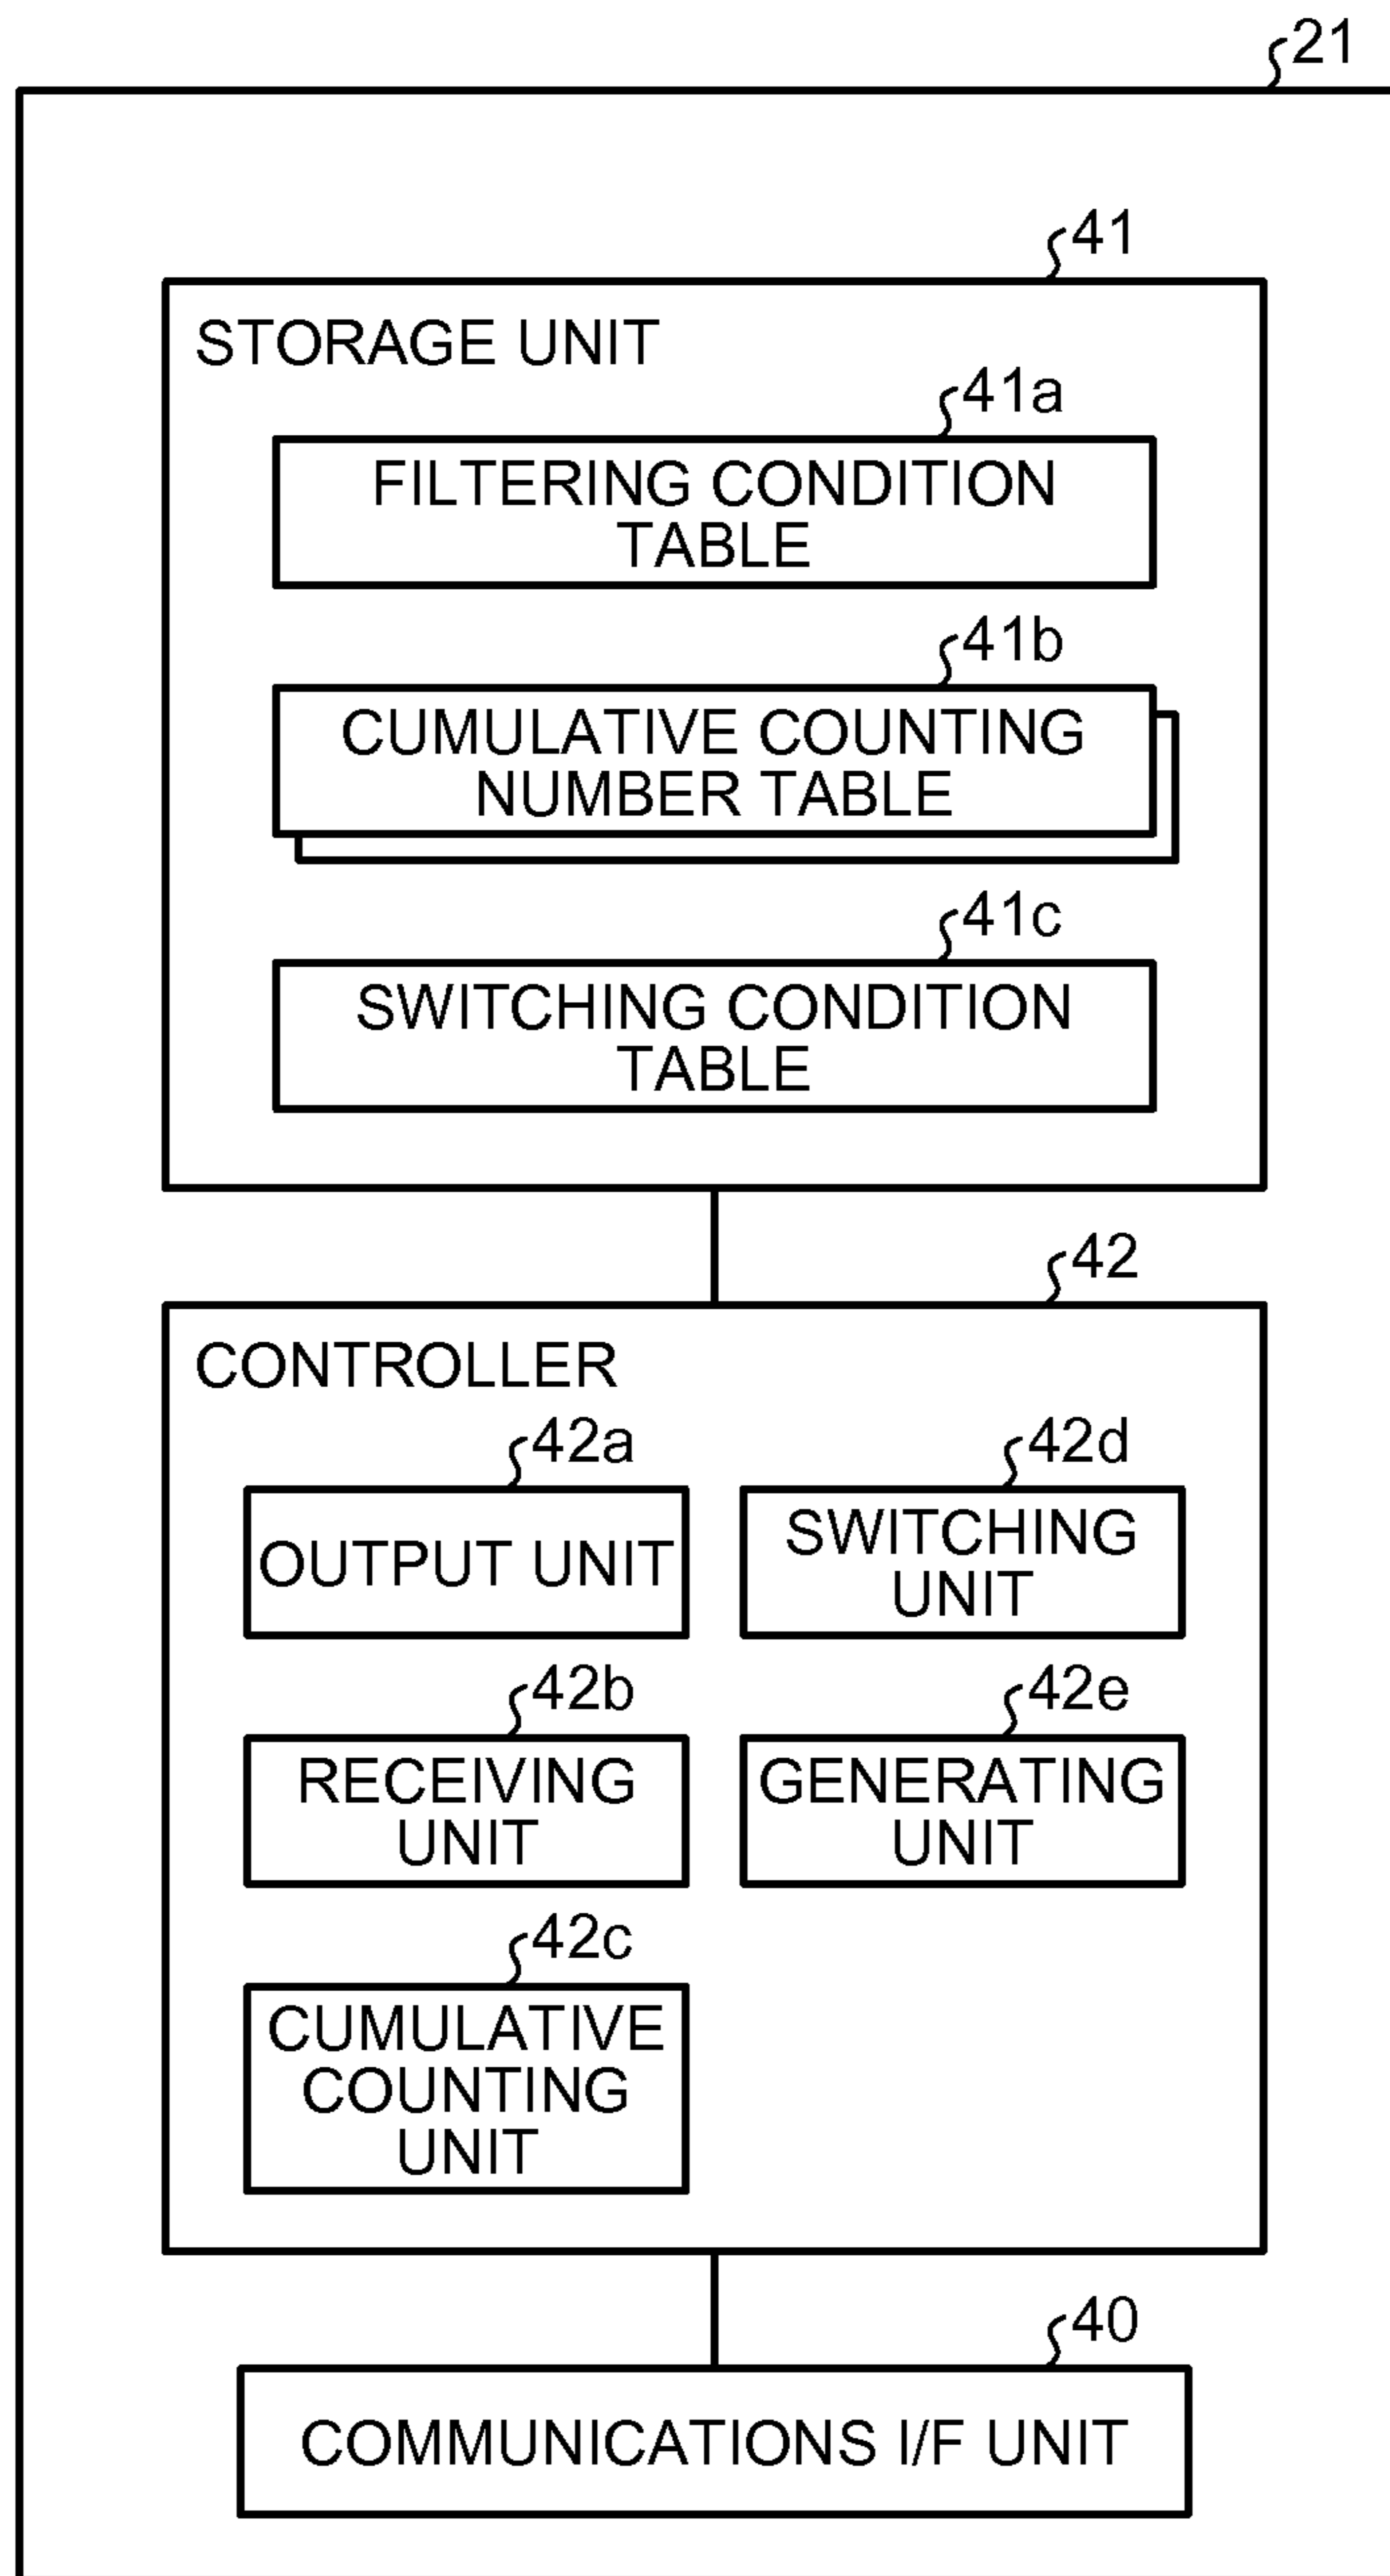 21
41
STORAGE UNIT
41a
FILTERING CONDITION
TABLE
41b
CUMULATIVE COUNTING
NUMBER TABLE
41c
SWITCHING CONDITION
TABLE
42
CONTROLLER
42a
OUTPUT UNIT
42d
SWITCHING
UNIT
42b
RECEIVING
UNIT
42e
GENERATING
UNIT
42c
CUMULATIVE
COUNTING
UNIT
40
COMMUNICATIONS I/F UNIT